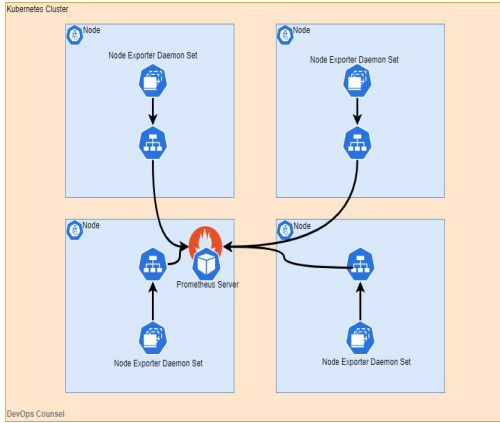 Kubernetes Cluster
Node
Node Exporter Daemon Set
Node
Node Exporter Daemon Set
Node
Prometheus Server
Node Exporter Daemon Set
Node
Node Exporter Daemon Set
DevOps Counsel